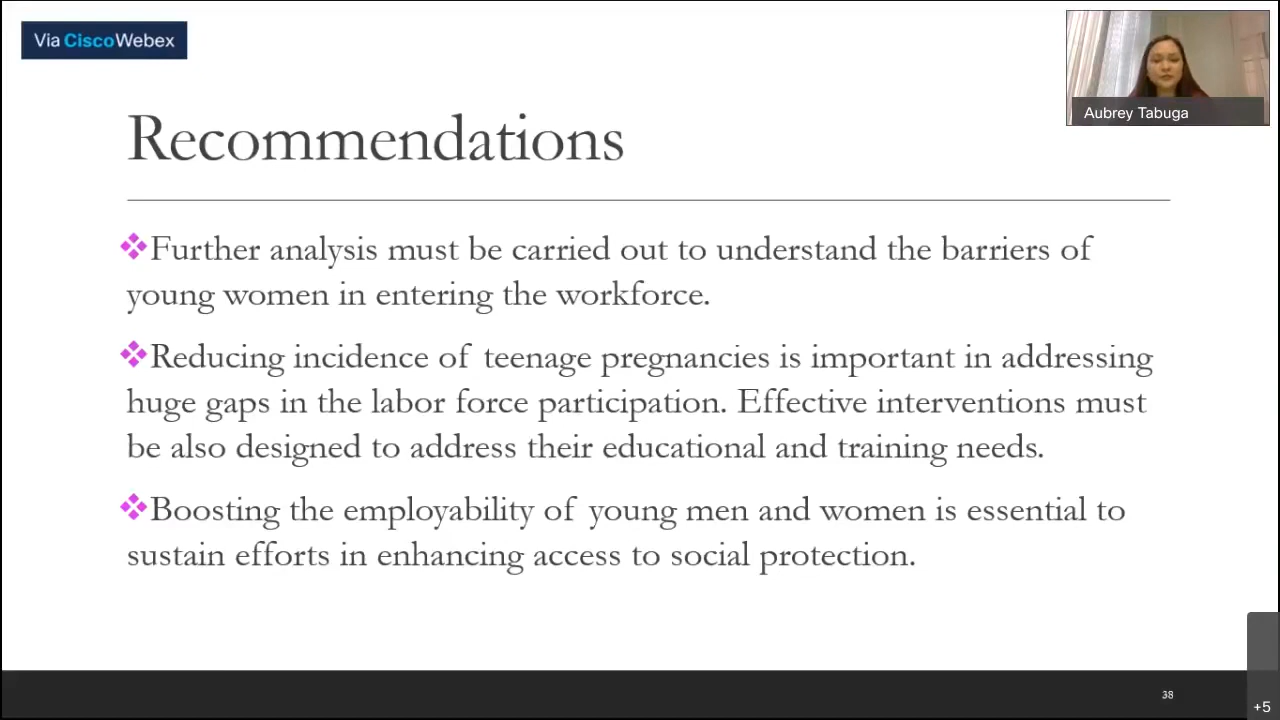 Via CiscoWebex
Aubrey Tabuga
Recommendations
Further analysis must be carried out to understand the barriers of
young women in entering the workforce.
Reducing incidence of teenage pregnancies is important in addressing
huge gaps in the labor force participation. Effective interventions must
be also designed to address their educational and training needs.
Boosting the employability of young men and women is essential to
sustain efforts in enhancing access to social protection.
38
+5